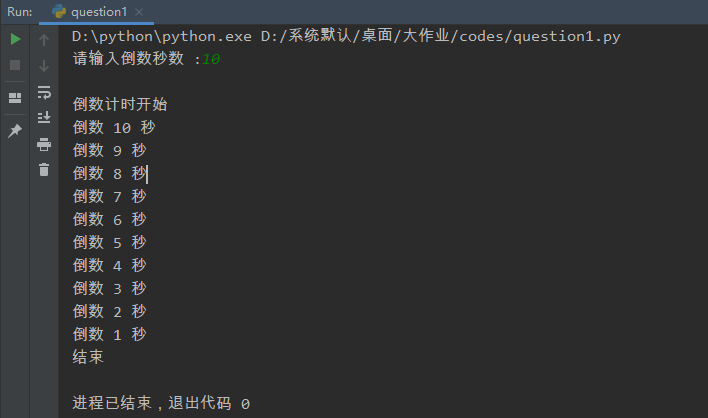 Run: question1
D:\python\python.exe D:/系统默认/桌面/大作业/codes/question1.py
请输入倒数秒数 :10
倒数计时开始
倒数 10 秒
倒数 9 秒
倒数 8 秒
倒数 7 秒
倒数 6 秒
倒数 5 秒
倒数 4 秒
倒数 3 秒
倒数 2 秒
倒数 1 秒
结束
进程已结束，退出代码 0